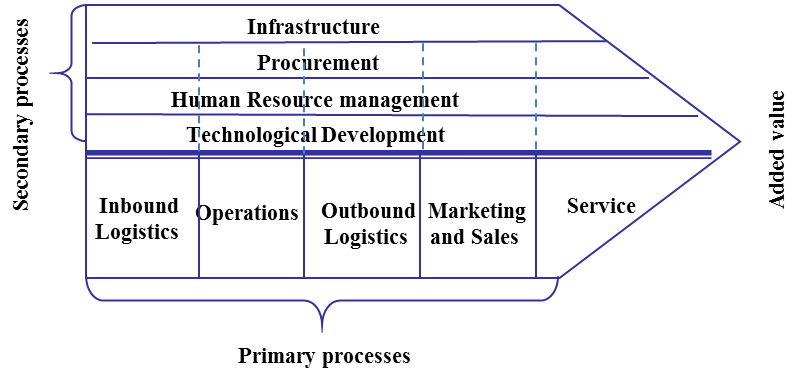 Secondary processes
Infrastructure
Procurement
Human Resource management
Technological Development
Inbound
Logistics
Operations
Outbound
Logistics
Marketing
and Sales
Service
Added value
Primary processes